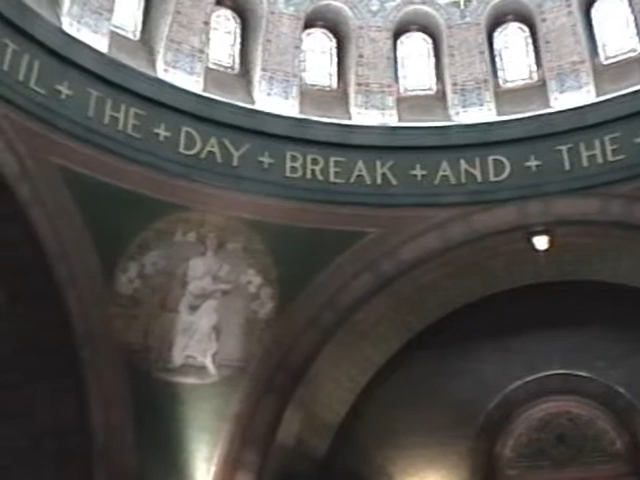 TIL + THE + DAY + BREAK + AND + THE +